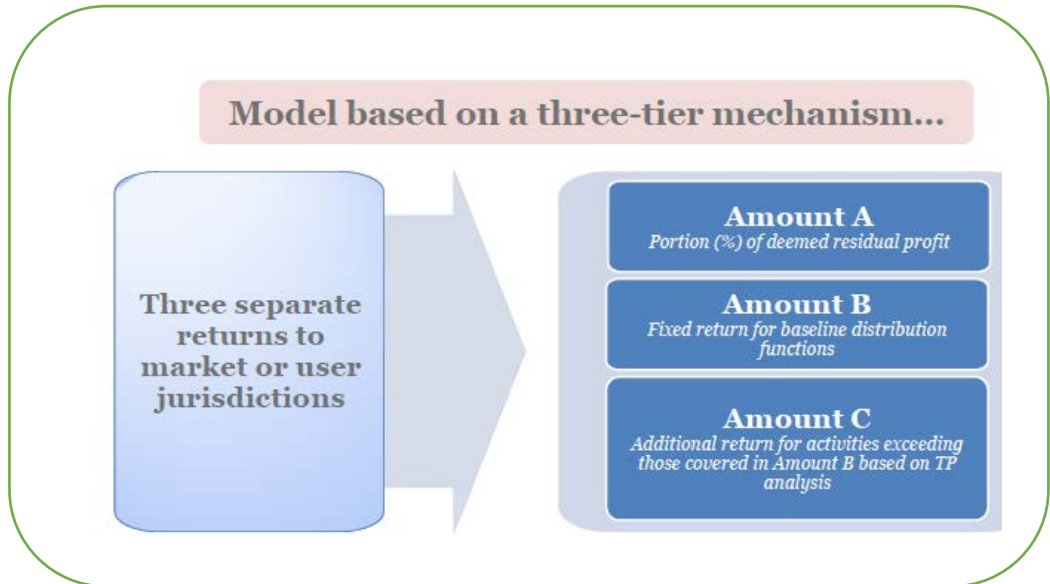 Model based on a three-tier mechanism...
Three separate
returns to
market or user
jurisdictions
Amount A
Portion (%) of deemed residual profit
Amount B
Fixed return for baseline distribution
functions
Amount C
Additional return for activities exceeding
those covered in Amount B based on TP
analysis